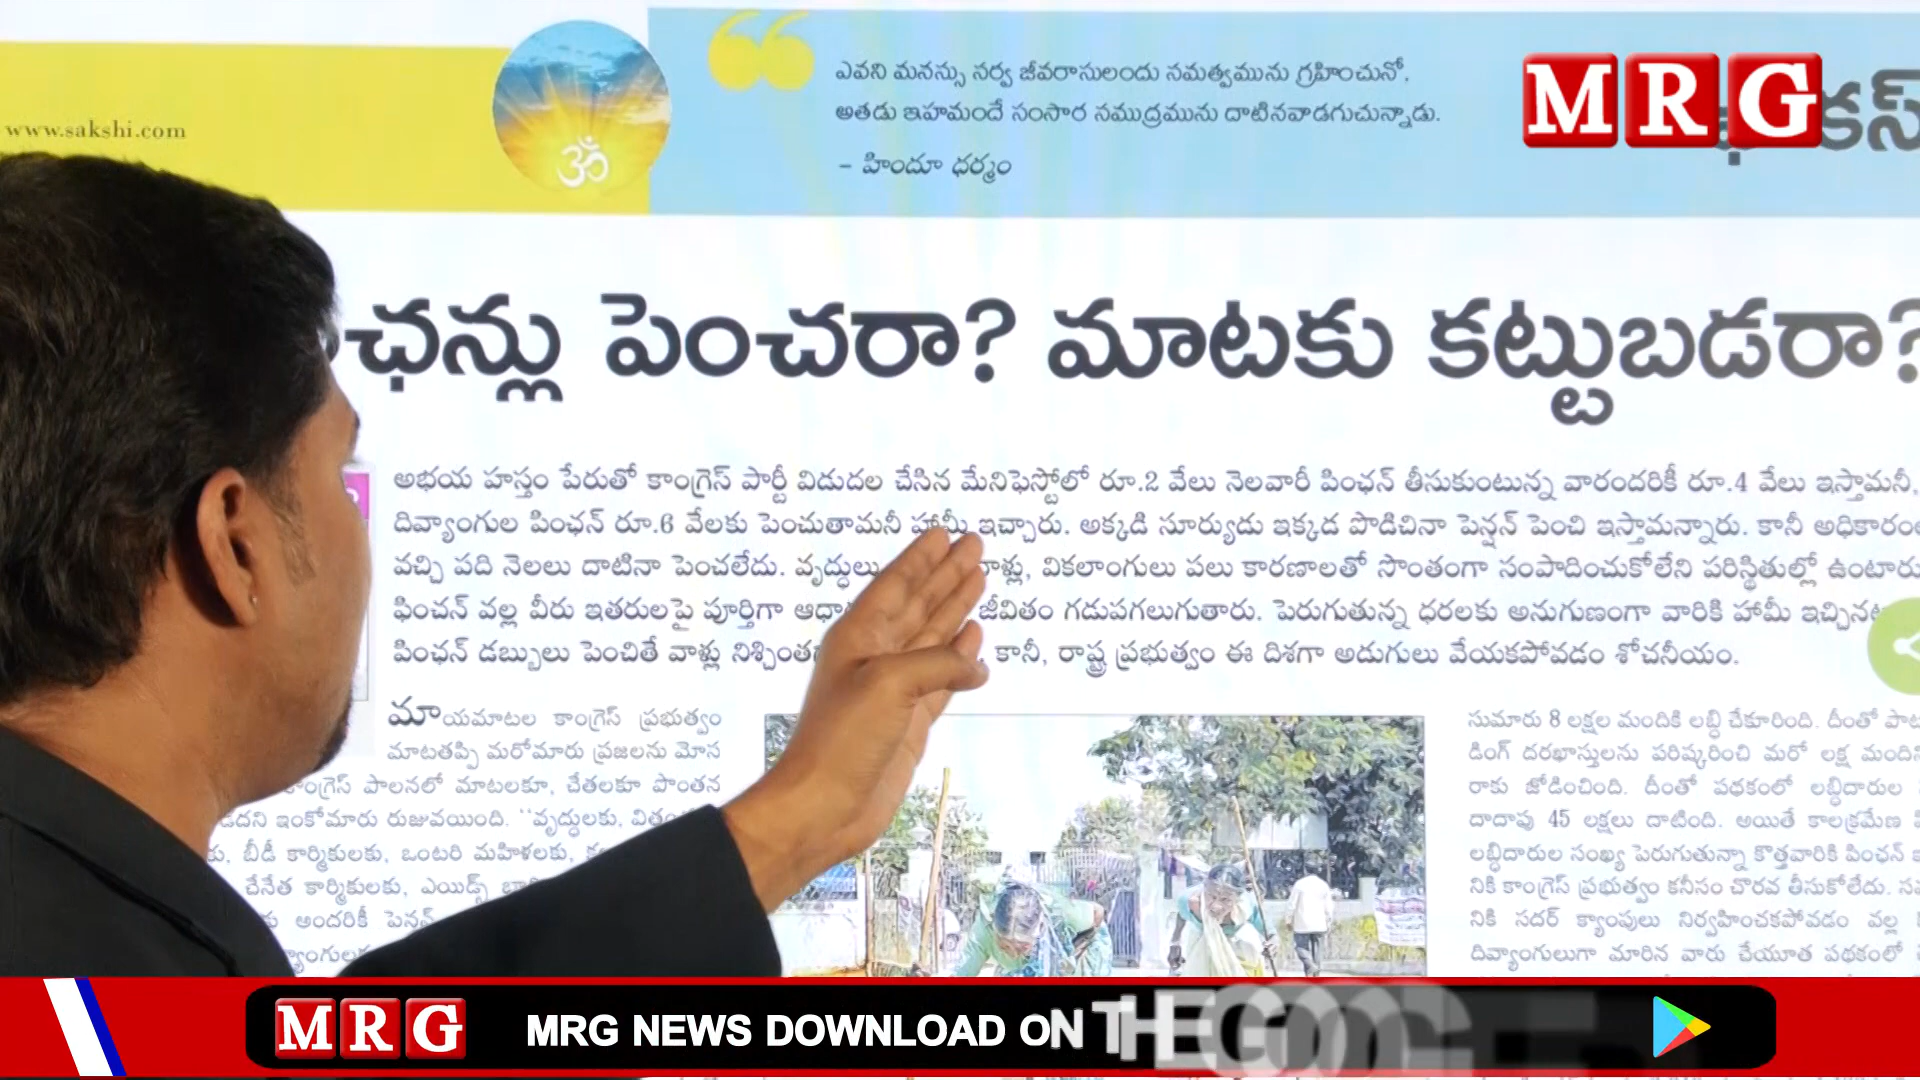 ఎవని మనస్సు సర్వ జీవరాసులందు సమత్వమును గ్రహించునో,
అతడు ఇహమందే సంసార సముద్రమును దాటినవాడగుచున్నాడు.
– హిందూ ధర్మం
www.sakshi.com
MRG
పెంచరా? మాటకు కట్టుబడరా?
అభయ హస్తం పేరుతో కాంగ్రెస్ పార్టీ విడుదల చేసిన మేనిఫెస్టోలో రూ.2 వేలు నెలవారీ పింఛన్ తీసుకుంటున్న వారందరికీ రూ.4 వేలు ఇస్తామనీ,
దివ్యాంగుల పింఛన్ రూ.6 వేలకు పెంచుతామనీ హామీ ఇచ్చారు. అక్కడి సూర్యుడు ఇక్కడ పొడిచినా పెన్షన్ పెంచి ఇస్తామన్నారు. కానీ
వచ్చి పది నెలలు దాటినా పెంచలేదు. వికలాంగులు పలు కారణాలతో సొంతంగా సంపాదించుకోలేని పరిస్థితుల్లో ఉంటారు
ఫించన్ వల్ల వీరు ఇతరులపై పూర్తిగా జీవితం గడుపగలుగుతారు. పెరుగుతున్న ధరలకు అనుగుణంగా వారికి హామీ
పింఛన్ డబ్బులు పెంచితే వాళ్లు కానీ, రాష్ట్ర ప్రభుత్వం ఈ దిశగా అడుగులు వేయకపోవడం శోచనీయం.
మాయమాటల కాంగ్రెస్ ప్రభుత్వం
మాటతప్పి మరోమారు ప్రజలను మోస
పాలనలో మాటలకూ, చేతలకూ పొంతన
ఇంకోమారు రుజువయింది. ‘‘వృద్ధులకు,
బీడీ కార్మికులకు, ఒంటరి మహిళలకు,
చేనేత కార్మికులకు, ఎయిడ్స్
అందరికీ
సుమారు 8 లక్షల మందికి లబ్ధి చేకూరింది. దీంతో
డింగ్ దరఖాస్తులను పరిష్కరించి మరో లక్ష
రాకు జోడించింది. దీంతో పథకంలో లబ్ధిదారుల
దాదాపు 45 లక్షలు దాటింది. అయితే కాలక్రమేణ
లబ్ధిదారుల సంఖ్య పెరుగుతున్నా కొత్తవారికి పింఛన్
నికి కాంగ్రెస్ ప్రభుత్వం కనీసం చొరవ తీసుకోలేదు.
నికి సదర్ క్యాంపులు నిర్వహించకపోవడం వల్ల
దివ్యాంగులుగా మారిన వారు చేయూత పథకంలో
MRG MRG NEWS DOWNLOAD ON THE